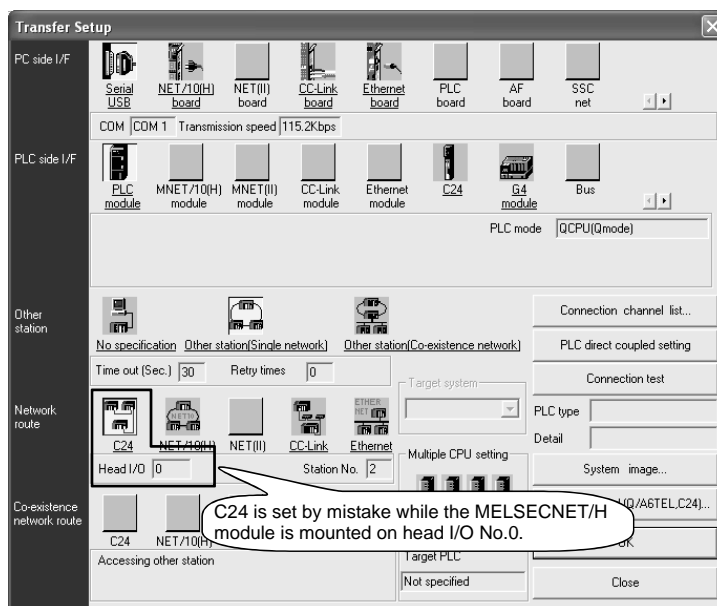 Transfer Setup
PC side I/F
Serial
USB
NET/10(H)
board
NET(II)
board
CC-Link
board
Ethernet
board
PLC
board
AF
board
SSC
net
COM COM 1 Transmission speed 115.2Kbps
PLC side I/F
PLC
module
MNET/10(H)
module
MNET(II)
module
CC-Link
module
Ethernet
module
C24
G4
module
Bus
PLC mode QCPU(Qmode)
Other
station
No specification
Other station(Single network)
Other station(Co-existence network)
Time out (Sec.) 30 Retry times 0
Connection channel list...
PLC direct coupled setting
Connection test
Target system
PLC type
Detail
Network
route
C24
NET/10(H)
NET(II)
CC-Link
ETHER
NET
Ethernet
Head I/O 0 Station No. 2
Multiple CPU setting
System image...
(Q/A6TEL,C24)...
C24 is set by mistake while the MELSECNET/H
module is mounted on head I/O No.0.
Co-existence
network route
C24
NET/10(H)
Accessing other station
Target PLC
Not specified
Close